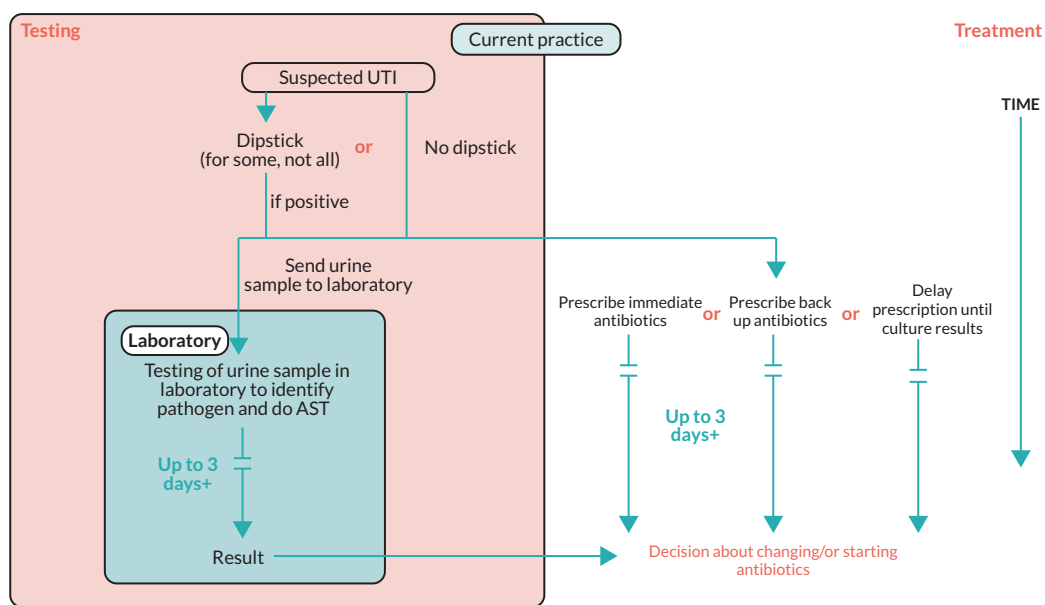 Testing
Current practice
Treatment
Suspected UTI
TIME
Dipstick
(for some, not all)
or
No dipstick
if positive
Send urine
sample to laboratory
Prescribe immediate
antibiotics
or
Prescribe back
up antibiotics
or
Delay
prescription until
culture results
Laboratory
Testing of urine sample in
laboratory to identify
pathogen and do AST
Up to 3
days+
Up to 3
days+
Result
Decision about changing/or starting
antibiotics